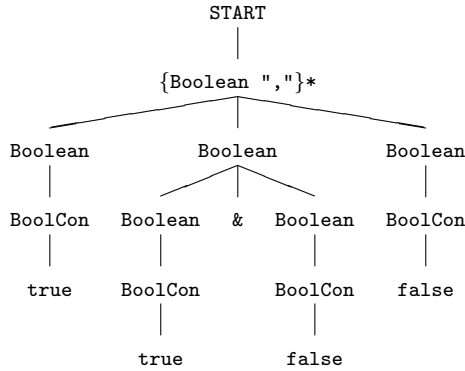 START
{Boolean ","}*
Boolean Boolean Boolean
BoolCon Boolean & Boolean BoolCon
true BoolCon BoolCon false
true false